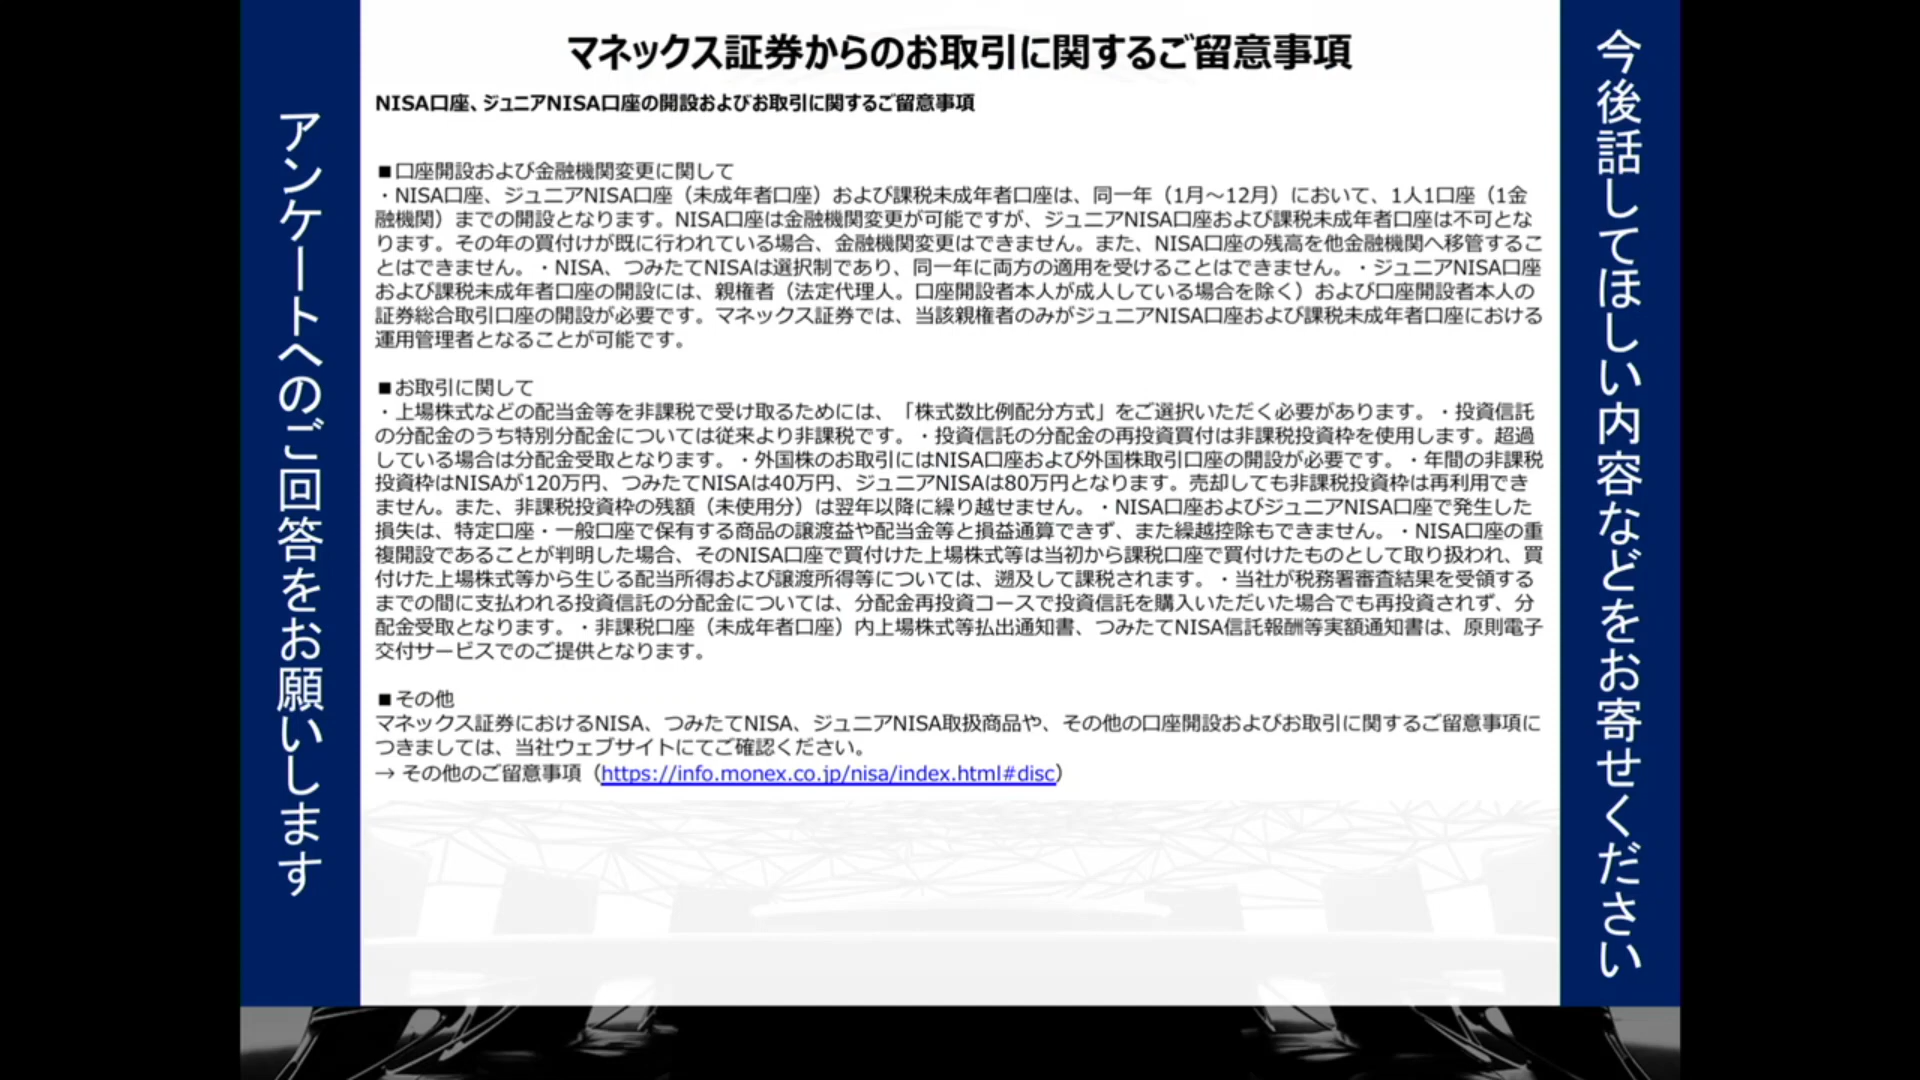 マネックス証券からのお取引に関するご留意事項
NISA口座、ジュニアNISA口座の開設およびお取引に関するご留意事項
■口座開設および金融機関変更に関して
・NISA口座、ジュニアNISA口座（未成年者口座）および課税未成年者口座は、同一年（1月～12月）において、1人1口座（1金
融機関）までの開設となります。NISA口座は金融機関変更が可能ですが、ジュニアNISA口座および課税未成年者口座は不可とな
ります。その年の買付けが既に行われている場合、金融機関変更はできません。また、NISA口座の残高を他金融機関へ移管するこ
とはできません。・NISA、つみたてNISAは選択制であり、同一年に両方の適用を受けることはできません。・ジュニアNISA口座
および課税未成年者口座の開設には、親権者（法定代理人。口座開設者本人が成人している場合を除く）および口座開設者本人の
証券総合取引口座の開設が必要です。マネックス証券では、当該親権者のみがジュニアNISA口座および課税未成年者口座における
運用管理者となることが可能です。
■お取引に関して
・上場株式などの配当金等を非課税で受け取るためには、「株式数比例配分方式」をご選択いただく必要があります。・投資信託
の分配金のうち特別分配金については従来より非課税です。・投資信託の分配金の再投資買付は非課税投資枠を使用します。超過
している場合は分配金受取となります。・外国株のお取引にはNISA口座および外国株取引口座の開設が必要です。・年間の非課税
投資枠はNISAが120万円、つみたてNISAは40万円、ジュニアNISAは80万円となります。売却しても非課税投資枠は再利用でき
ません。また、非課税投資枠の残額（未使用分）は翌年以降に繰り越せません。・NISA口座およびジュニアNISA口座で発生した
損失は、特定口座・一般口座で保有する商品の譲渡益や配当金等と損益通算できず、また繰越控除もできません。・NISA口座の重
複開設であることが判明した場合、そのNISA口座で買付けた上場株式等は当初から課税口座で買付けたものとして取り扱われ、買
付けた上場株式等から生じる配当所得および譲渡所得等については、遡及して課税されます。・当社が税務署審査結果を受領する
までの間に支払われる投資信託の分配金については、分配金再投資コースで投資信託を購入いただいた場合でも再投資されず、分
配金受取となります。・非課税口座（未成年者口座）内上場株式等払出通知書、つみたてNISA信託報酬等実額通知書は、原則電子
交付サービスでのご提供となります。
■その他
マネックス証券におけるNISA、つみたてNISA、ジュニアNISA取扱商品や、その他の口座開設およびお取引に関するご留意事項に
つきましては、当社ウェブサイトにてご確認ください。
→ その他のご留意事項（https://info.monex.co.jp/nisa/index.html#disc）
今後話してほしい内容などをお寄せください
アンケートへのご回答をお願いします